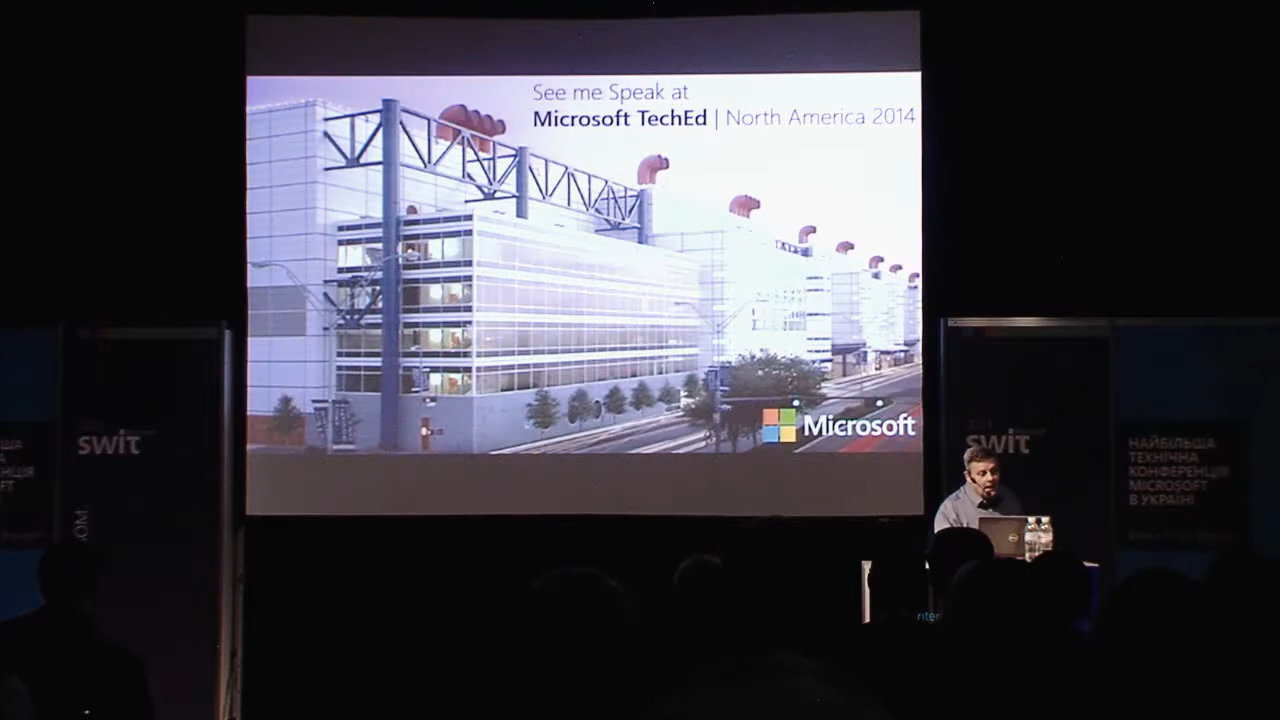 See me Speak at
Microsoft TechEd | North America 2014
Microsoft
swit
swit
НАЙБІЛЬША
ТЕХНІЧНА
КОНФЕРЕНЦІЯ
MICROSOFT
В УКРАЇНІ